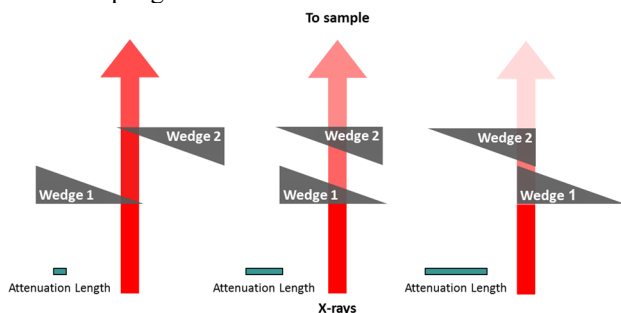 To sample
Wedge 2
Wedge 2
Wedge 2
Wedge 1
Wedge 1
Wedge 1
Attenuation Length
Attenuation Length
Attenuation Length
X-rays